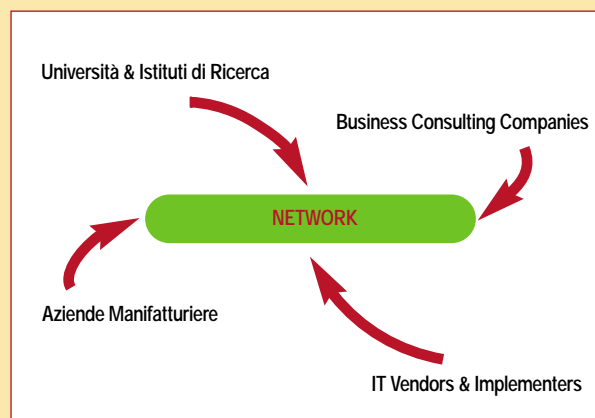 Università & Istituti di Ricerca
Business Consulting Companies
NETWORK
Aziende Manifatturiere
IT Vendors & Implementers